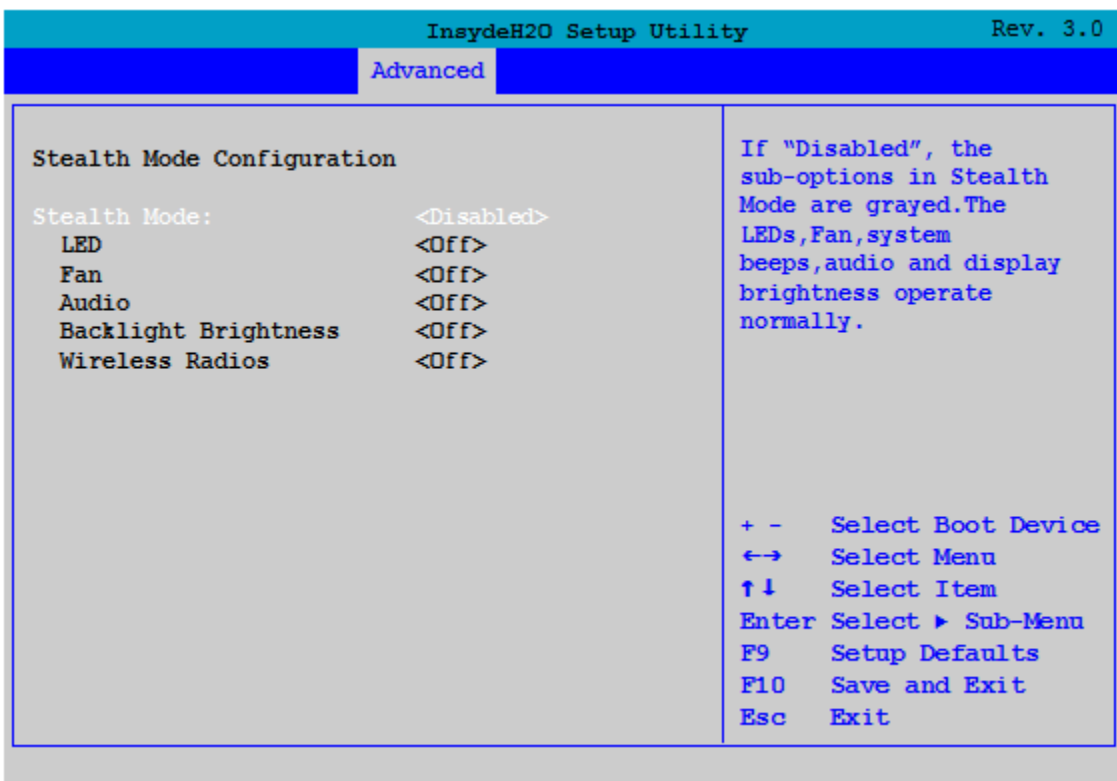 InsydeH2O Setup Utility Rev. 3.0
Advanced
Stealth Mode Configuration
Stealth Mode: <Disabled>
LED <Off>
Fan <Off>
Audio <Off>
Backlight Brightness <Off>
Wireless Radios <Off>
If “Disabled”, the
sub-options in Stealth
Mode are grayed.The
LEDs,Fan,system
beeps,audio and display
brightness operate
normally.
+ - Select Boot Device
←→ Select Menu
↑↓ Select Item
Enter Select ▶ Sub-Menu
F9 Setup Defaults
F10 Save and Exit
Esc Exit